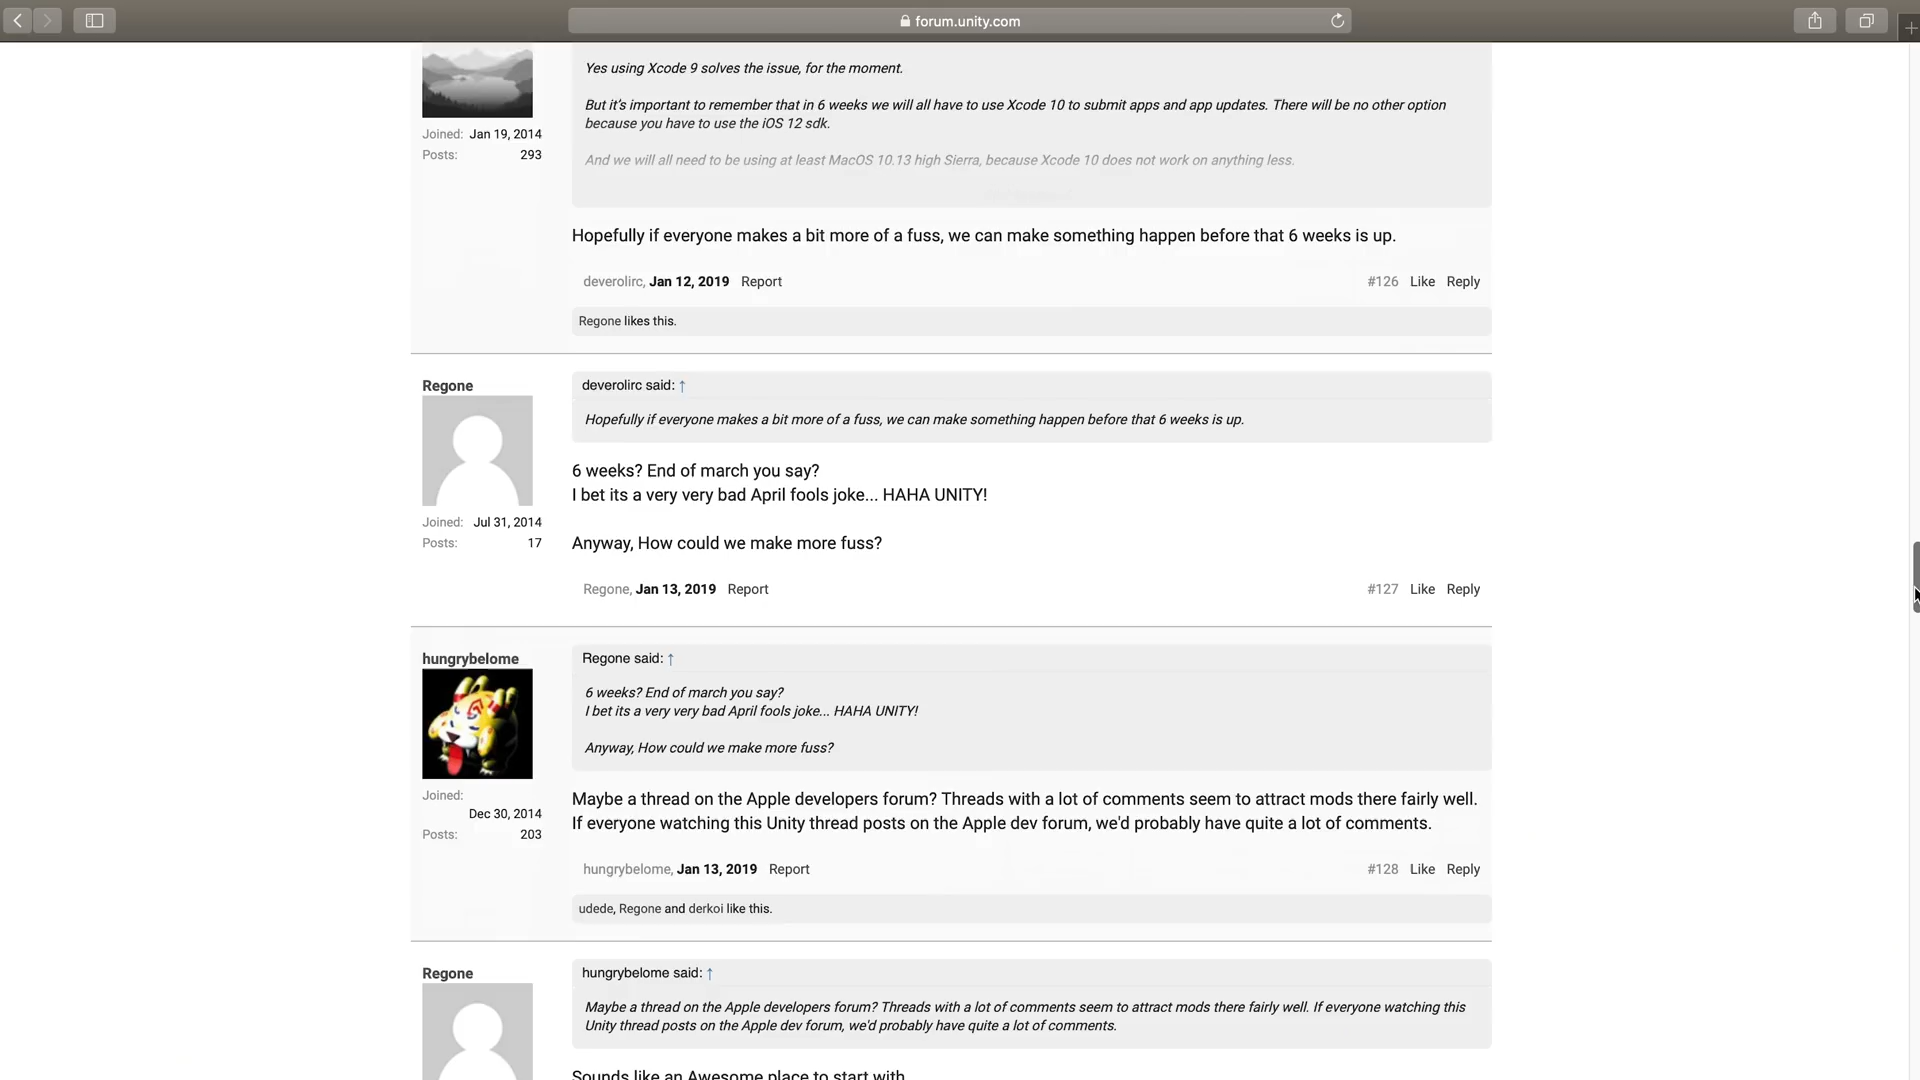 forum.unity.com
Yes using Xcode 9 solves the issue, for the moment.
But it's important to remember that in 6 weeks we will all have to use Xcode 10 to submit apps and app updates. There will be no other option
because you have to use the iOS 12 sdk.
And we will all need to be using at least MacOS 10.13 high Sierra, because Xcode 10 does not work on anything less.
Joined: Jan 19, 2014
Posts: 293
Hopefully if everyone makes a bit more of a fuss, we can make something happen before that 6 weeks is up.
deverolirc, Jan 12, 2019 Report #126 Like Reply
Regone likes this.
Regone
Joined: Jul 31, 2014
Posts: 17
deverolirc said: ↑
Hopefully if everyone makes a bit more of a fuss, we can make something happen before that 6 weeks is up.
6 weeks? End of march you say?
I bet its a very very bad April fools joke... HAHA UNITY!
Anyway, How could we make more fuss?
Regone, Jan 13, 2019 Report #127 Like Reply
hungrybelome
Joined:
Dec 30, 2014
Posts: 203
Regone said: ↑
6 weeks? End of march you say?
I bet its a very very bad April fools joke... HAHA UNITY!
Anyway, How could we make more fuss?
Maybe a thread on the Apple developers forum? Threads with a lot of comments seem to attract mods there fairly well.
If everyone watching this Unity thread posts on the Apple dev forum, we'd probably have quite a lot of comments.
hungrybelome, Jan 13, 2019 Report #128 Like Reply
udede, Regone and derkoi like this.
Regone
hungrybelome said: ↑
Maybe a thread on the Apple developers forum? Threads with a lot of comments seem to attract mods there fairly well. If everyone watching this
Unity thread posts on the Apple dev forum, we'd probably have quite a lot of comments.
Sounds like an Awesome place to start with